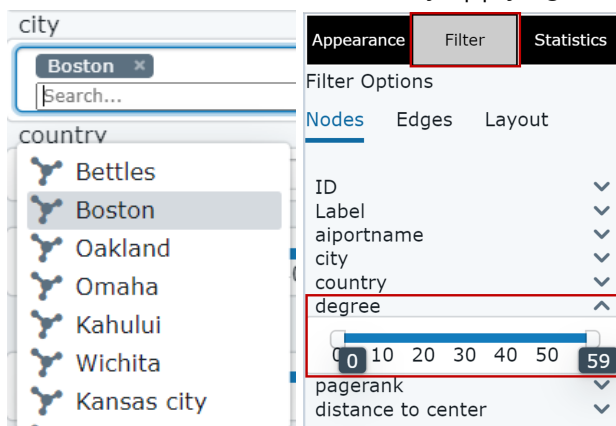 city
Boston ×
Search...
country
Bettles
Boston
Oakland
Omaha
Kahului
Wichita
Kansas city
Appearance Filter Statistics
Filter Options
Nodes Edges Layout
ID
Label
aiportname
city
country
degree
0 10 20 30 40 50 59
pagerank
distance to center